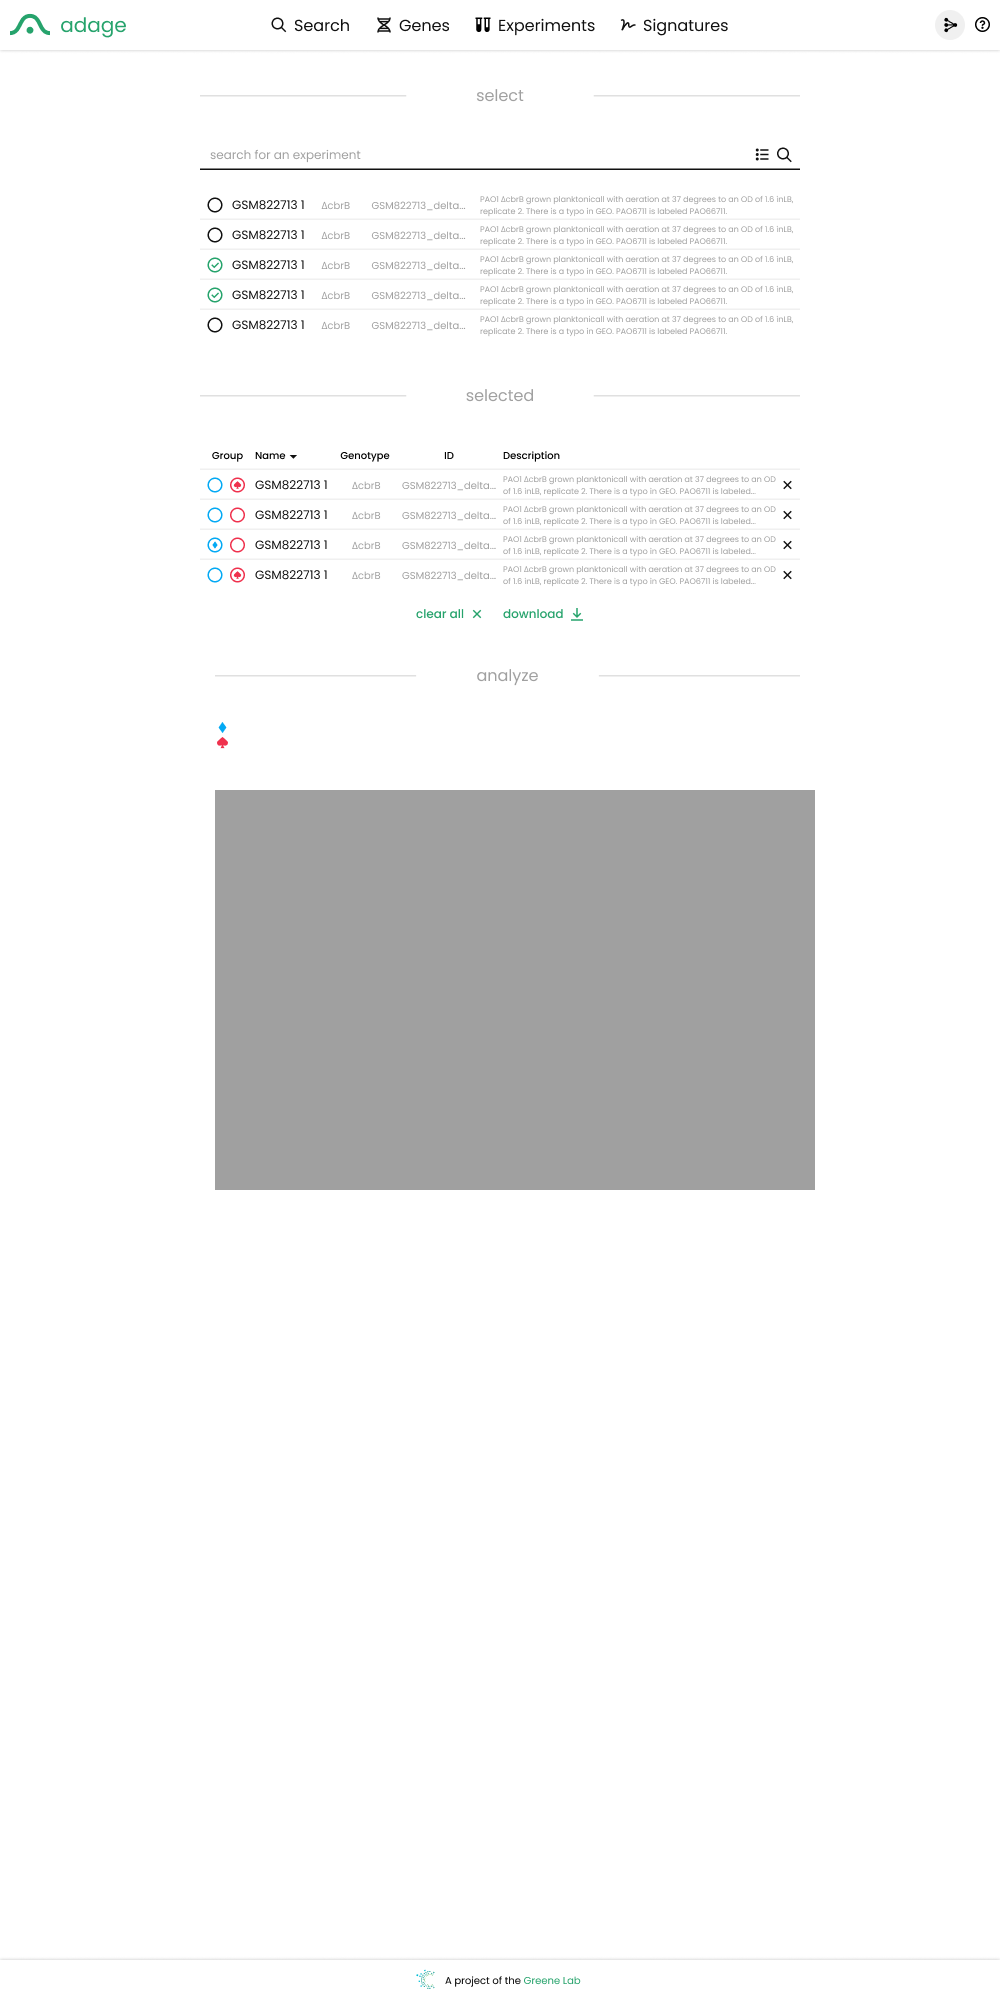 adage
Search Genes Experiments Signatures
select
search for an experiment
GSM822713 1 ΔcbrB GSM822713_delta... PAO1 ΔcbrB grown planktonicall with aeration at 37 degrees to an OD of 1.6 inLB,
replicate 2. There is a typo in GEO. PAO6711 is labeled PAO66711.
GSM822713 1 ΔcbrB GSM822713_delta... PAO1 ΔcbrB grown planktonicall with aeration at 37 degrees to an OD of 1.6 inLB,
replicate 2. There is a typo in GEO. PAO6711 is labeled PAO66711.
GSM822713 1 ΔcbrB GSM822713_delta... PAO1 ΔcbrB grown planktonicall with aeration at 37 degrees to an OD of 1.6 inLB,
replicate 2. There is a typo in GEO. PAO6711 is labeled PAO66711.
GSM822713 1 ΔcbrB GSM822713_delta... PAO1 ΔcbrB grown planktonicall with aeration at 37 degrees to an OD of 1.6 inLB,
replicate 2. There is a typo in GEO. PAO6711 is labeled PAO66711.
GSM822713 1 ΔcbrB GSM822713_delta... PAO1 ΔcbrB grown planktonicall with aeration at 37 degrees to an OD of 1.6 inLB,
replicate 2. There is a typo in GEO. PAO6711 is labeled PAO66711.
selected
Group Name Genotype ID Description
GSM822713 1 ΔcbrB GSM822713_delta... PAO1 ΔcbrB grown planktonicall with aeration at 37 degrees to an OD
of 1.6 inLB, replicate 2. There is a typo in GEO. PAO6711 is labeled...
GSM822713 1 ΔcbrB GSM822713_delta... PAO1 ΔcbrB grown planktonicall with aeration at 37 degrees to an OD
of 1.6 inLB, replicate 2. There is a typo in GEO. PAO6711 is labeled...
GSM822713 1 ΔcbrB GSM822713_delta... PAO1 ΔcbrB grown planktonicall with aeration at 37 degrees to an OD
of 1.6 inLB, replicate 2. There is a typo in GEO. PAO6711 is labeled...
GSM822713 1 ΔcbrB GSM822713_delta... PAO1 ΔcbrB grown planktonicall with aeration at 37 degrees to an OD
of 1.6 inLB, replicate 2. There is a typo in GEO. PAO6711 is labeled...
clear all download
analyze
A project of the Greene Lab